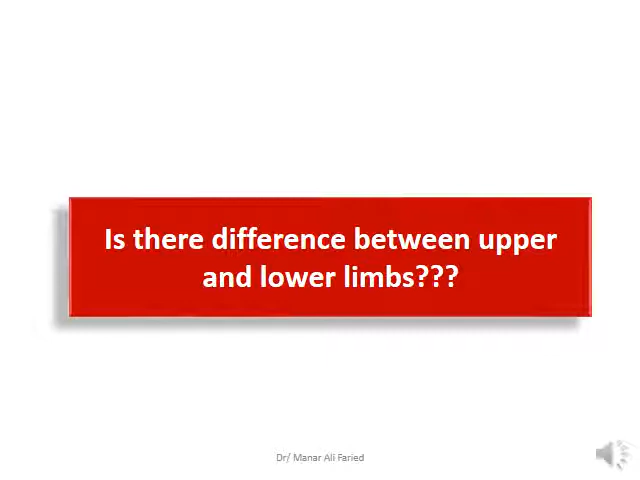 Is there difference between upper
and lower limbs???
Dr/ Manar Ali Faried